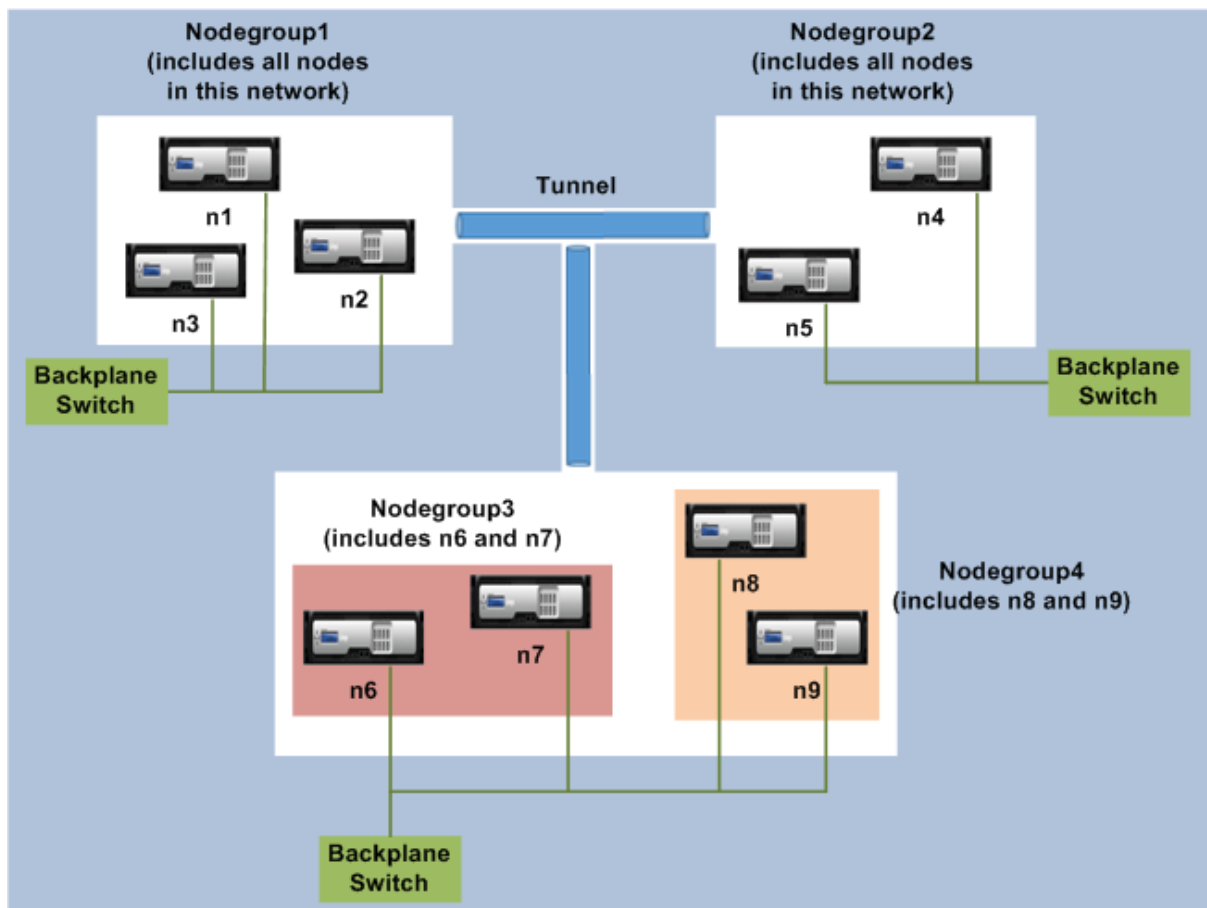 Nodegroup1
(includes all nodes
in this network)
Nodegroup2
(includes all nodes
in this network)
Tunnel
n1
n2
n3
n4
n5
Backplane
Switch
Backplane
Switch
Nodegroup3
(includes n6 and n7)
n8
Nodegroup4
(includes n8 and n9)
n7
n6
n9
Backplane
Switch